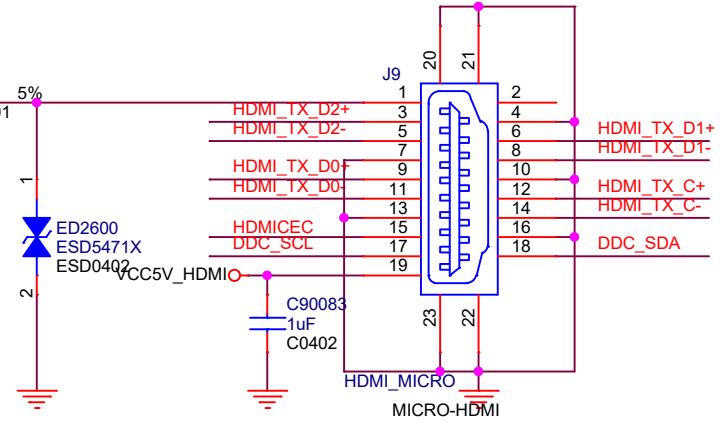 20
21
J9
5%
01
1
2
HDMI_TX_D2+
3
4
HDMI_TX_D2-
5
6
HDMI_TX_D1+
7
8
HDMI_TX_D1-
HDMI_TX_D0+
9
10
HDMI_TX_D0-
11
12
HDMI_TX_C+
13
14
HDMI_TX_C-
HDMICEC
15
16
DDC_SCL
17
18
DDC_SDA
19
1
ED2600
ESD5471X
ESD0402
2
VCC5V_HDMI
C90083
1uF
C0402
23
22
HDMI_MICRO
MICRO-HDMI